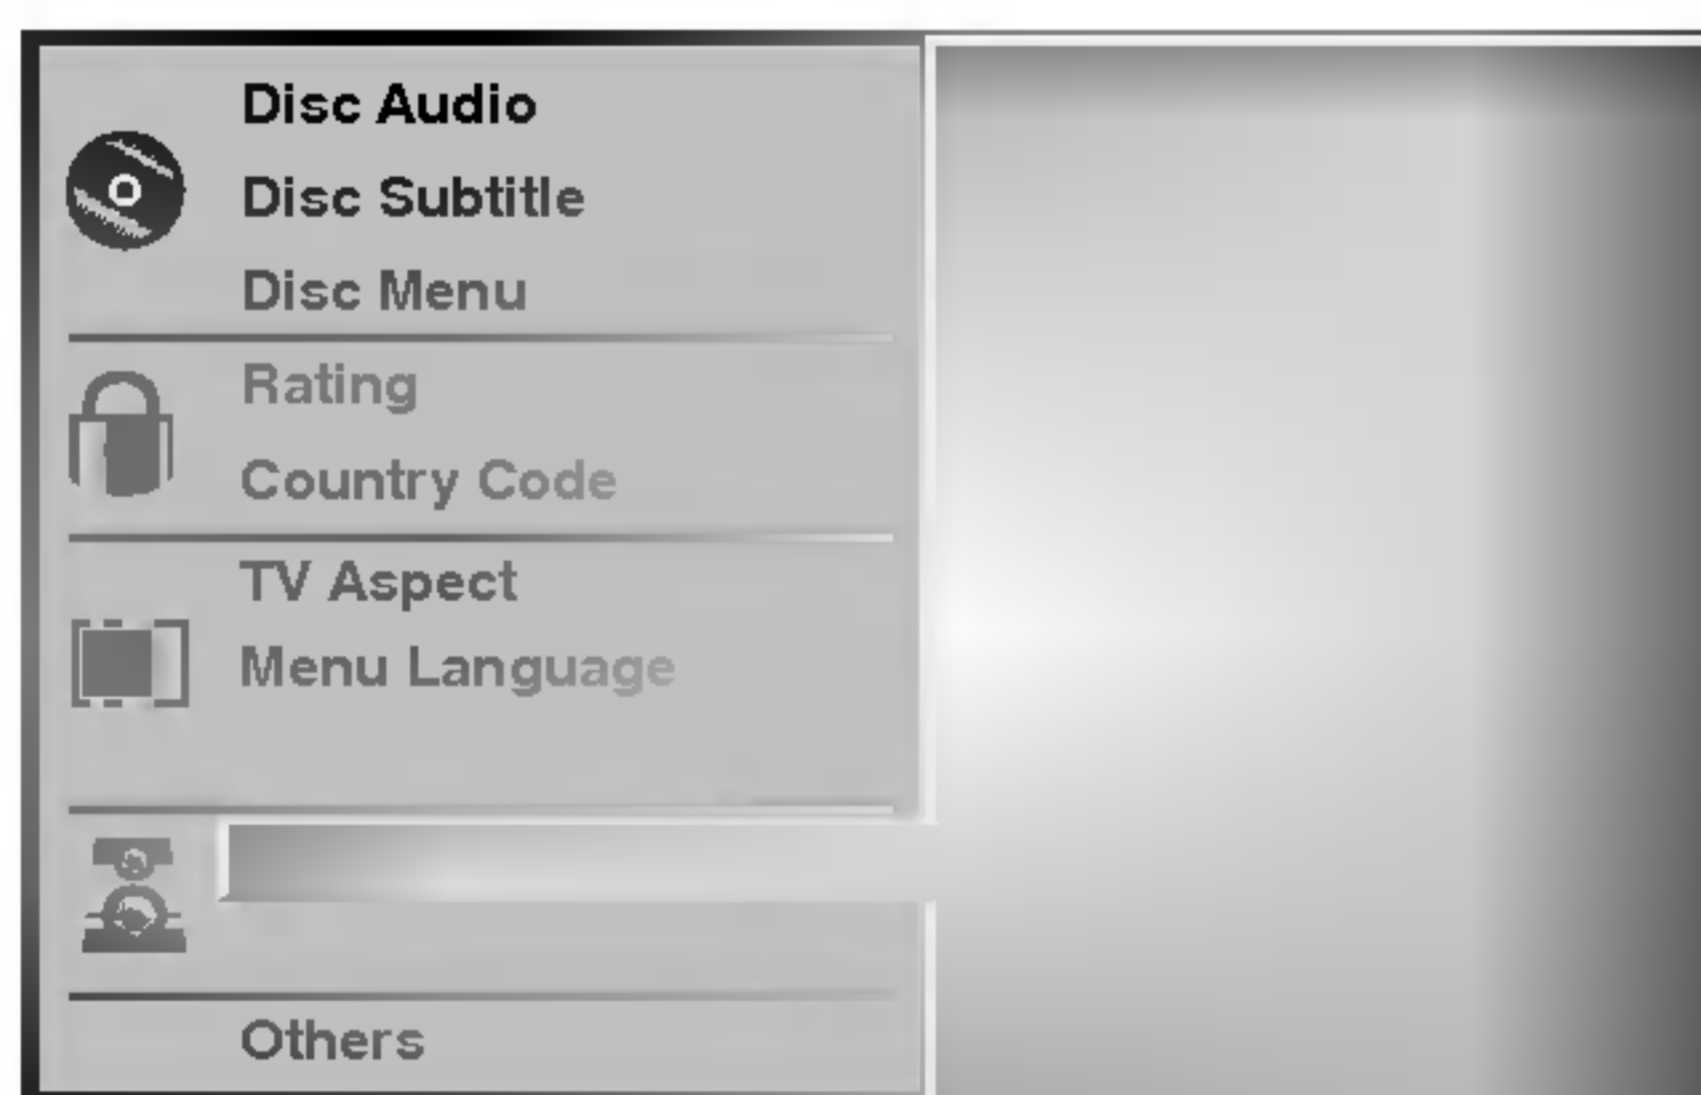 Disc Audio
Disc Subtitle
Disc Menu
Rating
Country Code
TV Aspect
Menu Language
Others